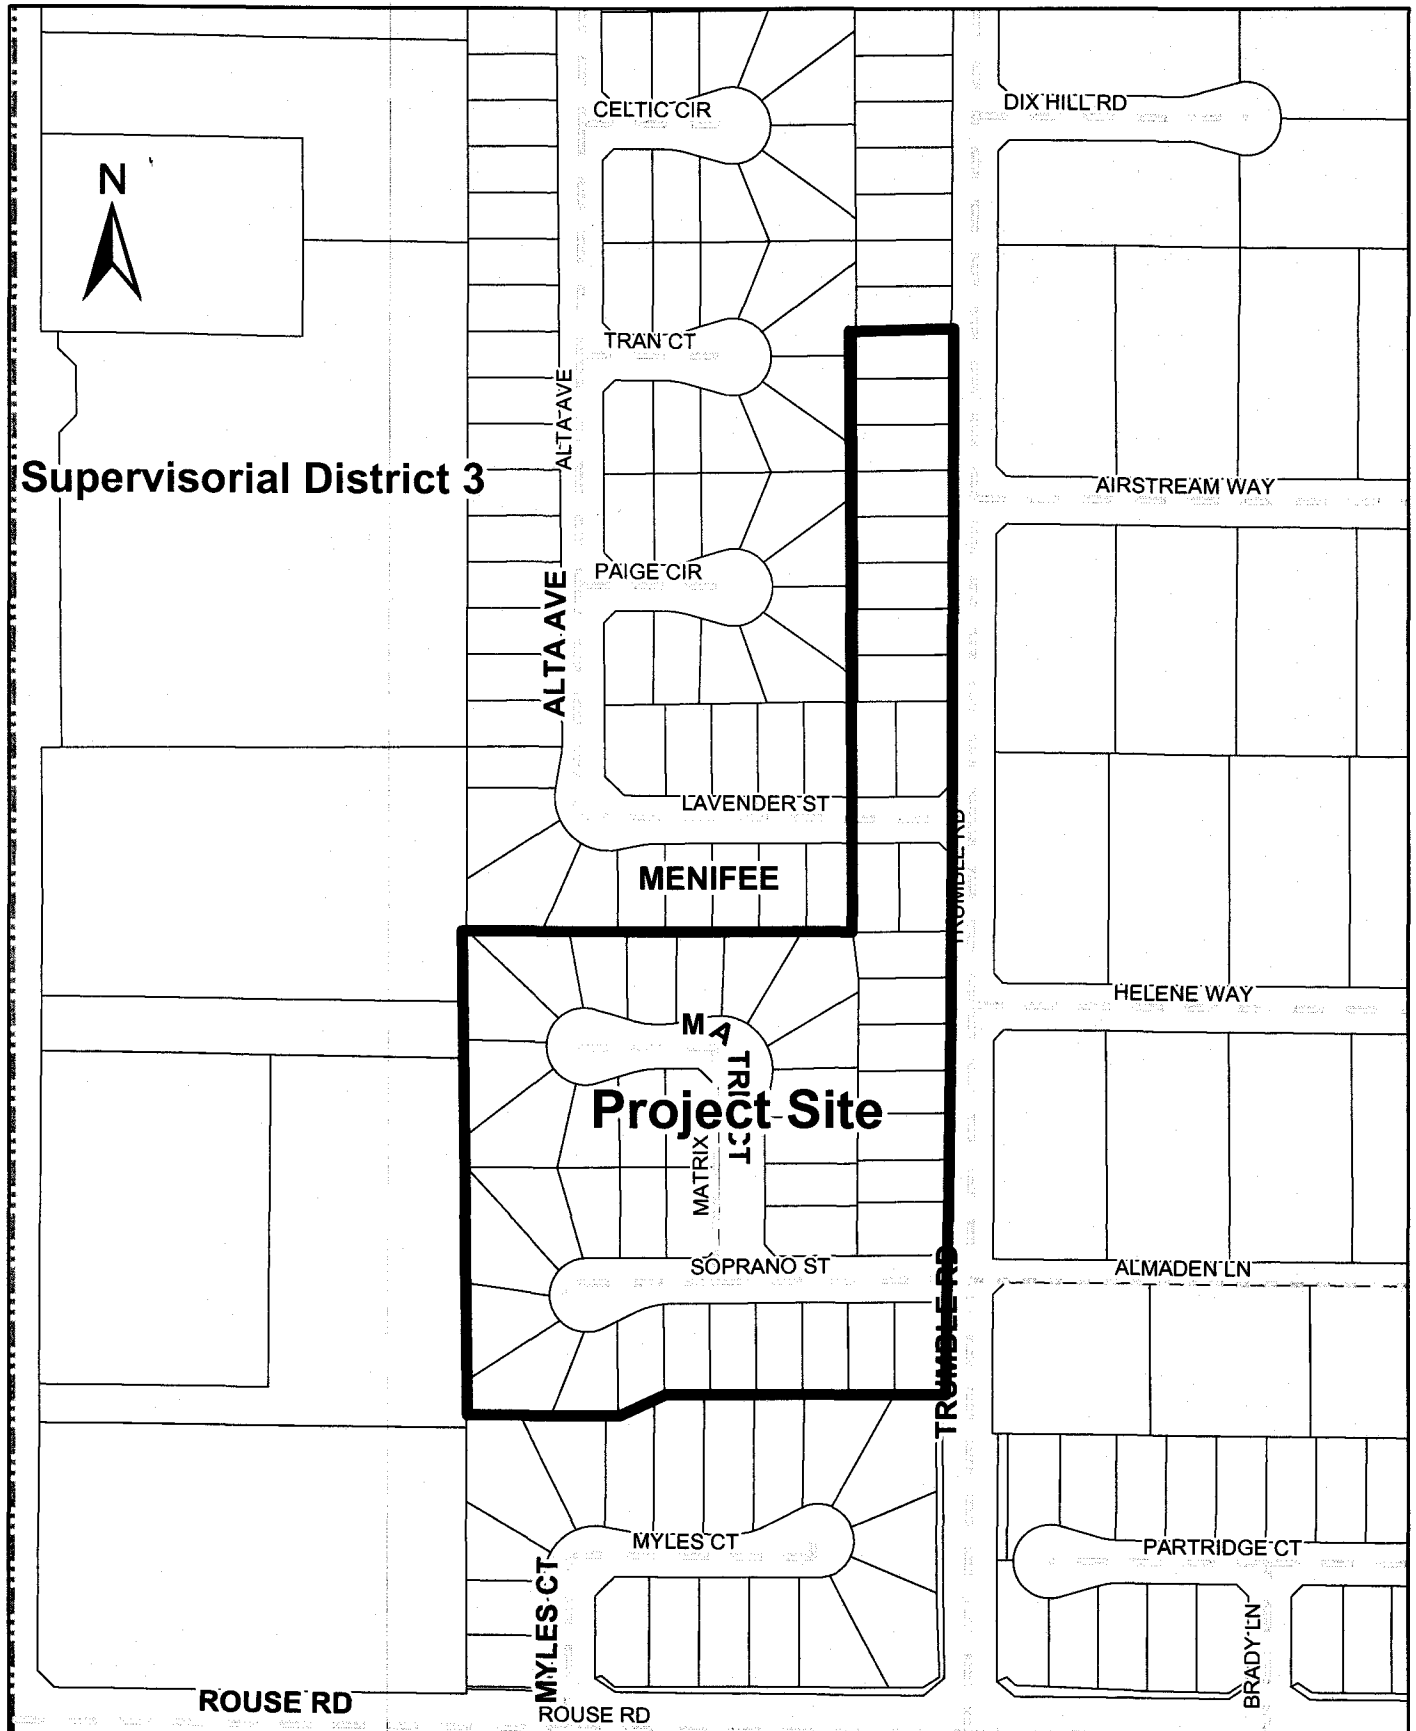 CELTIC CIR
DIX HILL RD
N
TRAN CT
ALTA AVE
Supervisorial District 3
AIRSTREAM WAY
PAIGE CIR
ALTA AVE
LAVENDER ST
TRUMBLE RD
MENIFEE
HELENE WAY
MATRIX CT
Project Site
MATRIX
SOPRANO ST
ALMADEN LN
TRUMBLE RD
MYLES CT
PARTRIDGE CT
MYLES CT
BRADY LN
ROUSE RD
ROUSE RD